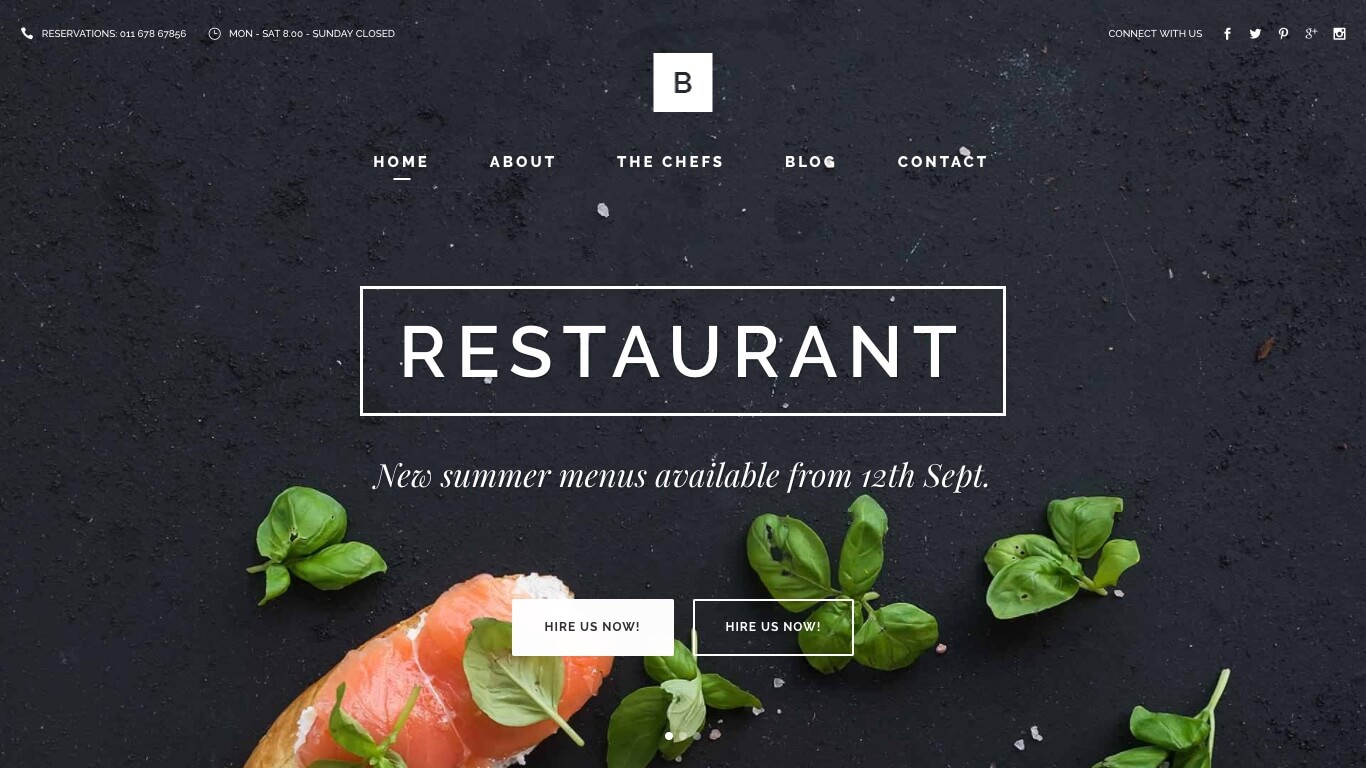 RESERVATIONS: 011 678 67856
MON - SAT 8.00 - SUNDAY CLOSED
CONNECT WITH US
B
HOME
ABOUT
THE CHEFS
BLOG
CONTACT
RESTAURANT
New summer menus available from 12th Sept.
HIRE US NOW!
HIRE US NOW!